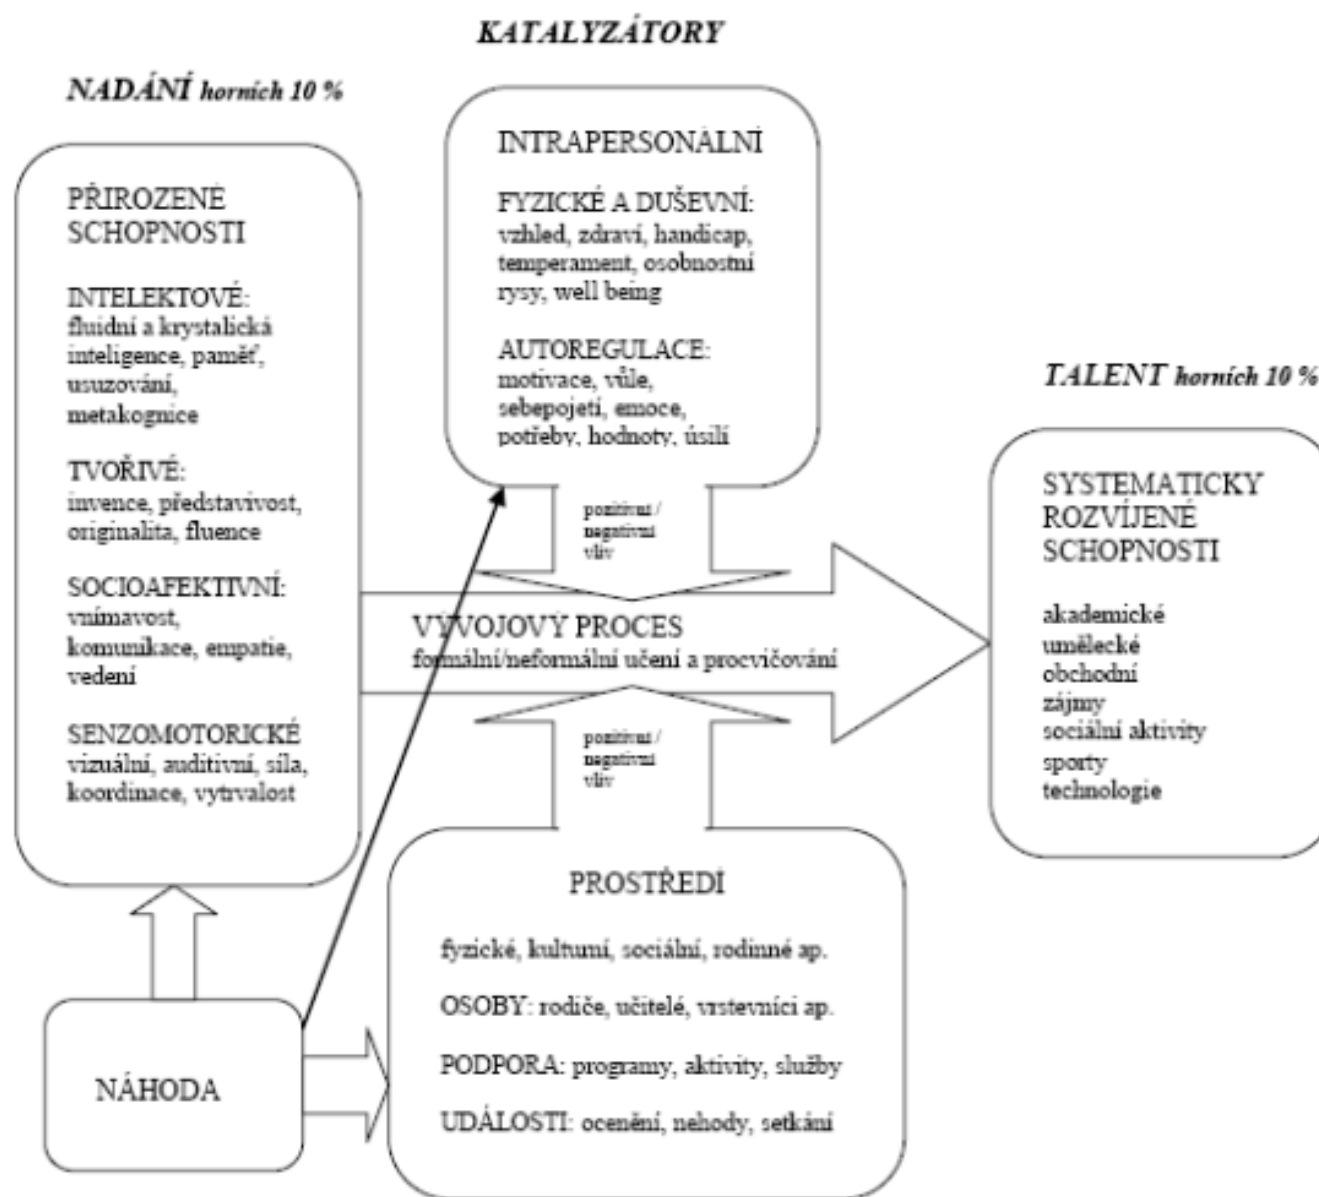 KATALYZÁTORY
NADÁNÍ horních 10 %
PŘIROZENÉ
SCHOPNOSTI
INTELEKTOVÉ:
fluidní a krystalická
inteligence, paměť,
usuzování,
metakognice
TVOŘIVÉ:
invence, představivost,
originalita, fluence
SOCIOAFEKTIVNÍ:
vnímavost,
komunikace, empatie,
vedení
SENZOMOTORICKÉ
vizuální, auditivní, síla,
koordinace, vytrvalost
INTRAPERSONÁLNÍ
FYZICKÉ A DUŠEVNÍ:
vzhled, zdraví, handicap,
temperament, osobnostní
rysy, well being
AUTOREGULACE:
motivace, vůle,
sebepojetí, emoce,
potřeby, hodnoty, úsilí
pozitivní /
negativní
vliv
VÝVOJOVÝ PROCES
formální/neformální učení a procvičování
pozitivní /
negativní
vliv
TALENT horních 10 %
SYSTEMATICKY
ROZVÍJENÉ
SCHOPNOSTI
akademické
umělecké
obchodní
zájmy
sociální aktivity
sporty
technologie
PROSTŘEDÍ
fyzické, kulturní, sociální, rodinné ap.
OSOBY: rodiče, učitelé, vrstevníci ap.
PODPORA: programy, aktivity, služby
UDÁLOSTI: ocenění, nehody, setkání
NÁHODA